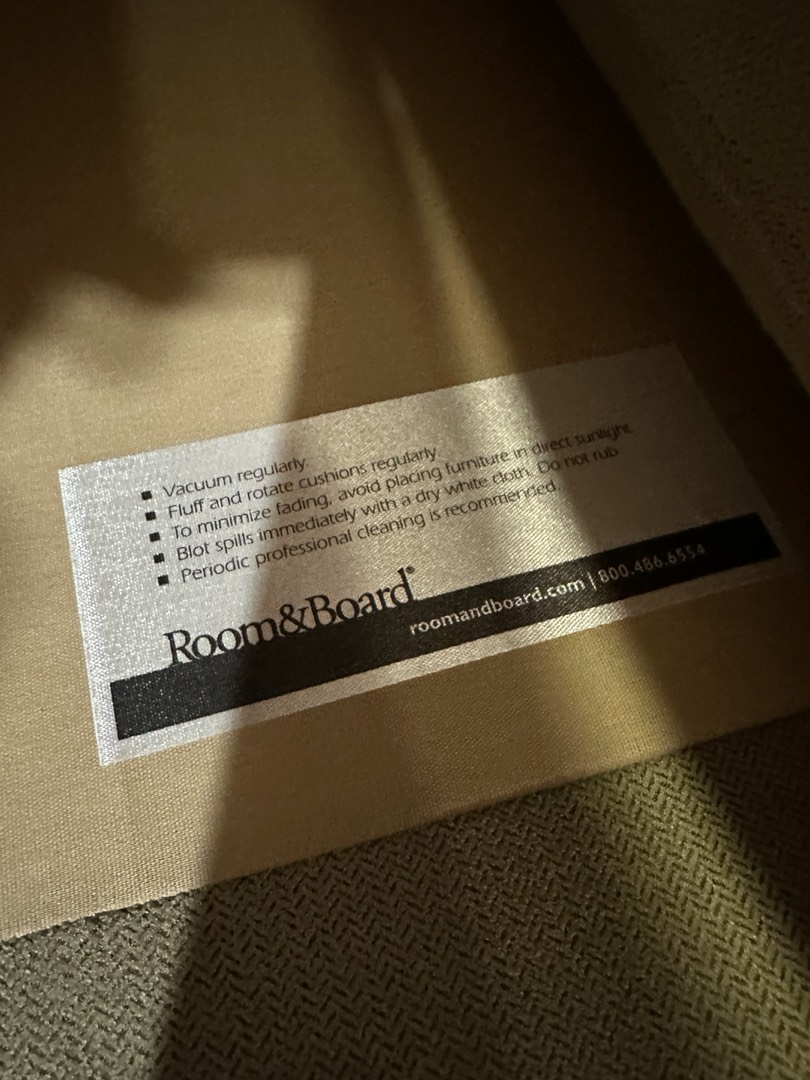 ▪ Vacuum regularly
▪ Fluff and rotate cushions regularly
▪ To minimize fading, avoid placing furniture in direct sunlight
▪ Blot spills immediately with a dry white cloth. Do not rub
▪ Periodic professional cleaning is recommended
Room&Board®
roomandboard.com | 800.486.6554